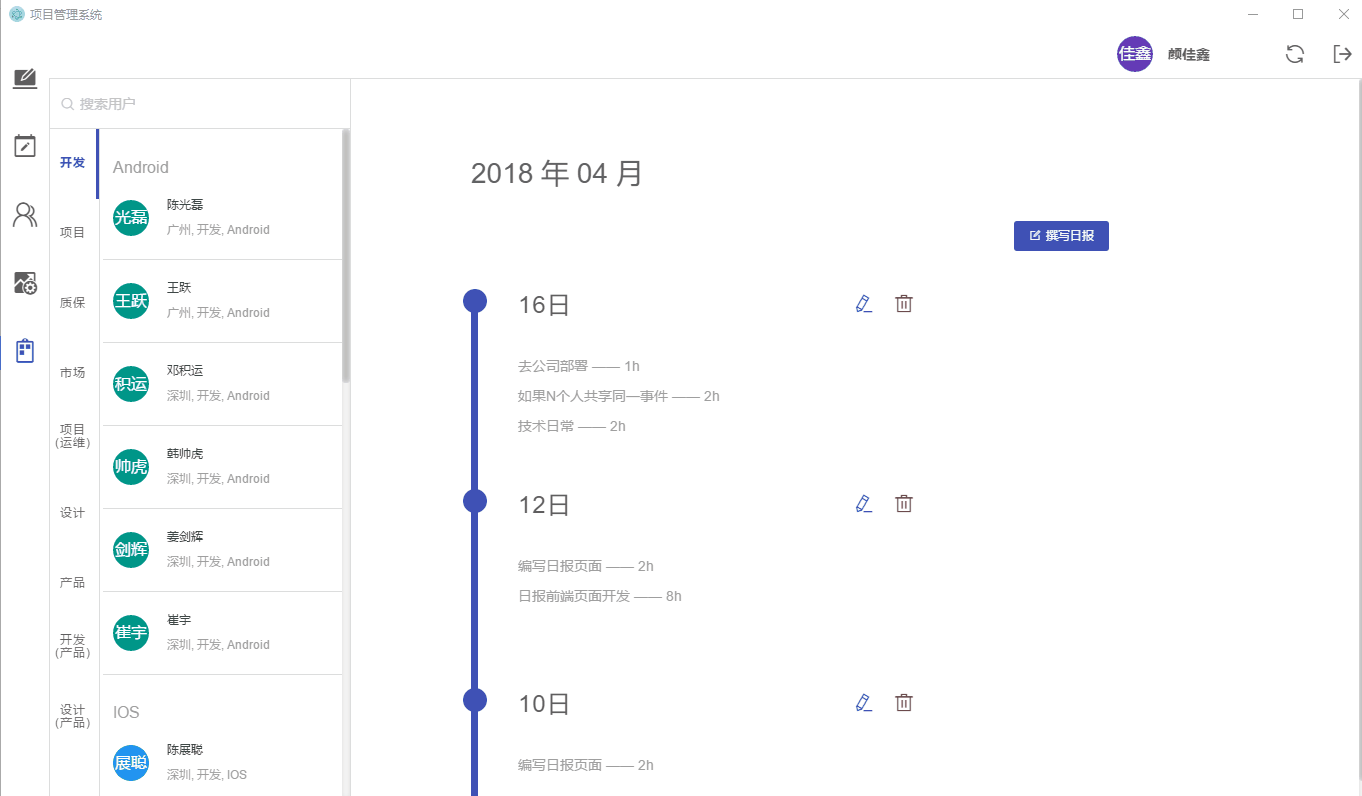 项目管理系统
佳鑫 颜佳鑫
搜索用户
开发
项目
质保
市场
项目
(运维)
设计
产品
开发
(产品)
设计
(产品)
Android
光磊 陈光磊
广州, 开发, Android
王跃 王跃
广州, 开发, Android
积运 邓积运
深圳, 开发, Android
帅虎 韩帅虎
深圳, 开发, Android
剑辉 姜剑辉
深圳, 开发, Android
崔宇 崔宇
深圳, 开发, Android
IOS
展聪 陈展聪
深圳, 开发, IOS
2018 年 04 月
撰写日报
16日
去公司部署 —— 1h
如果N个人共享同一事件 —— 2h
技术日常 —— 2h
12日
编写日报页面 —— 2h
日报前端页面开发 —— 8h
10日
编写日报页面 —— 2h